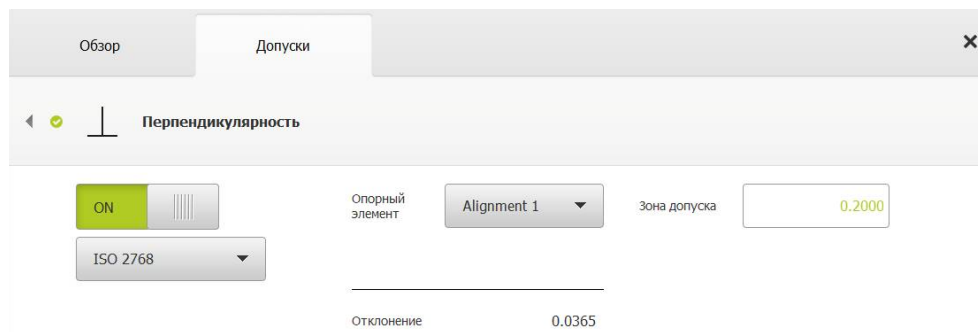 Обзор
Допуски
Перпендикулярность
ON
ISO 2768
Опорный
элемент
Alignment 1
Зона допуска
0.2000
Отклонение
0.0365